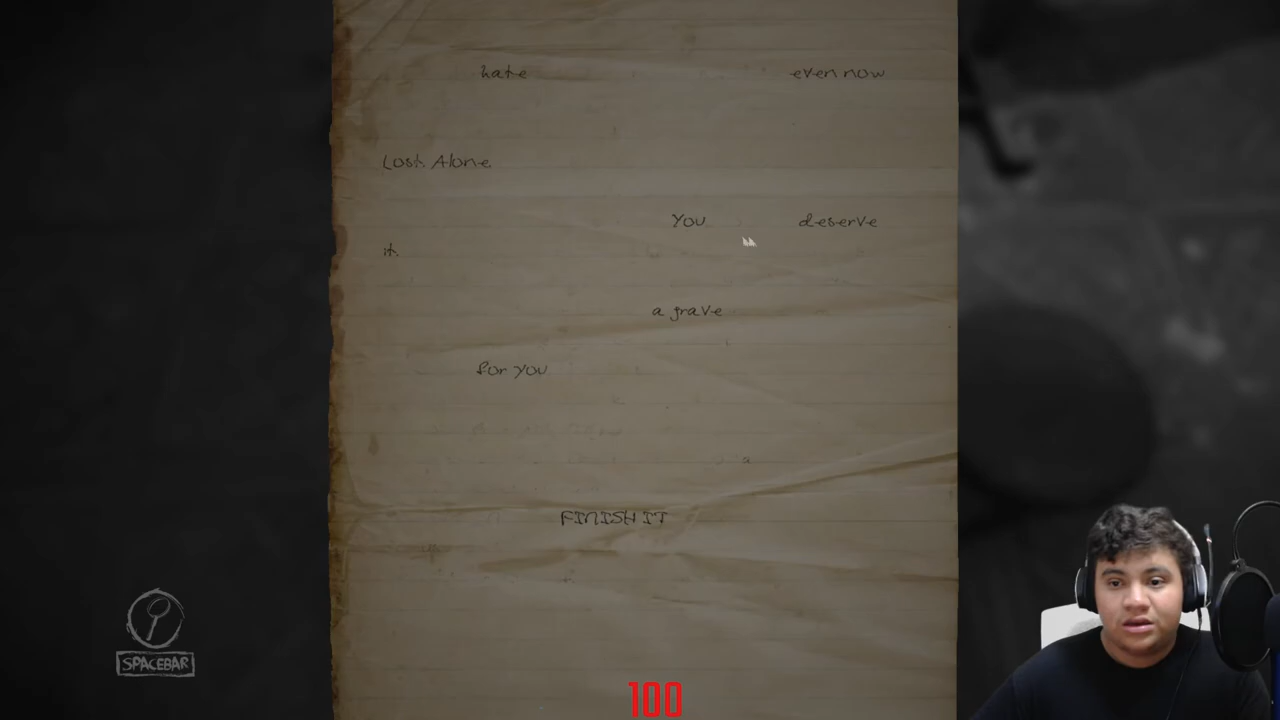 hate even now
Lost. Alone
You deserve
it.
a grave
for you
a
FINISH IT
SPACEBAR
100